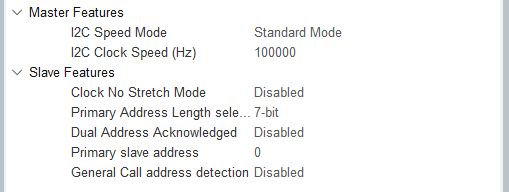 Master Features
I2C Speed Mode Standard Mode
I2C Clock Speed (Hz) 100000
Slave Features
Clock No Stretch Mode Disabled
Primary Address Length sele... 7-bit
Dual Address Acknowledged Disabled
Primary slave address 0
General Call address detection Disabled